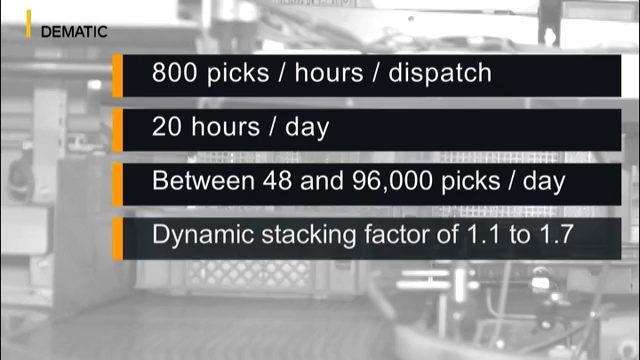 DEMATIC
800 picks / hours / dispatch
20 hours / day
Between 48 and 96,000 picks / day
Dynamic stacking factor of 1.1 to 1.7